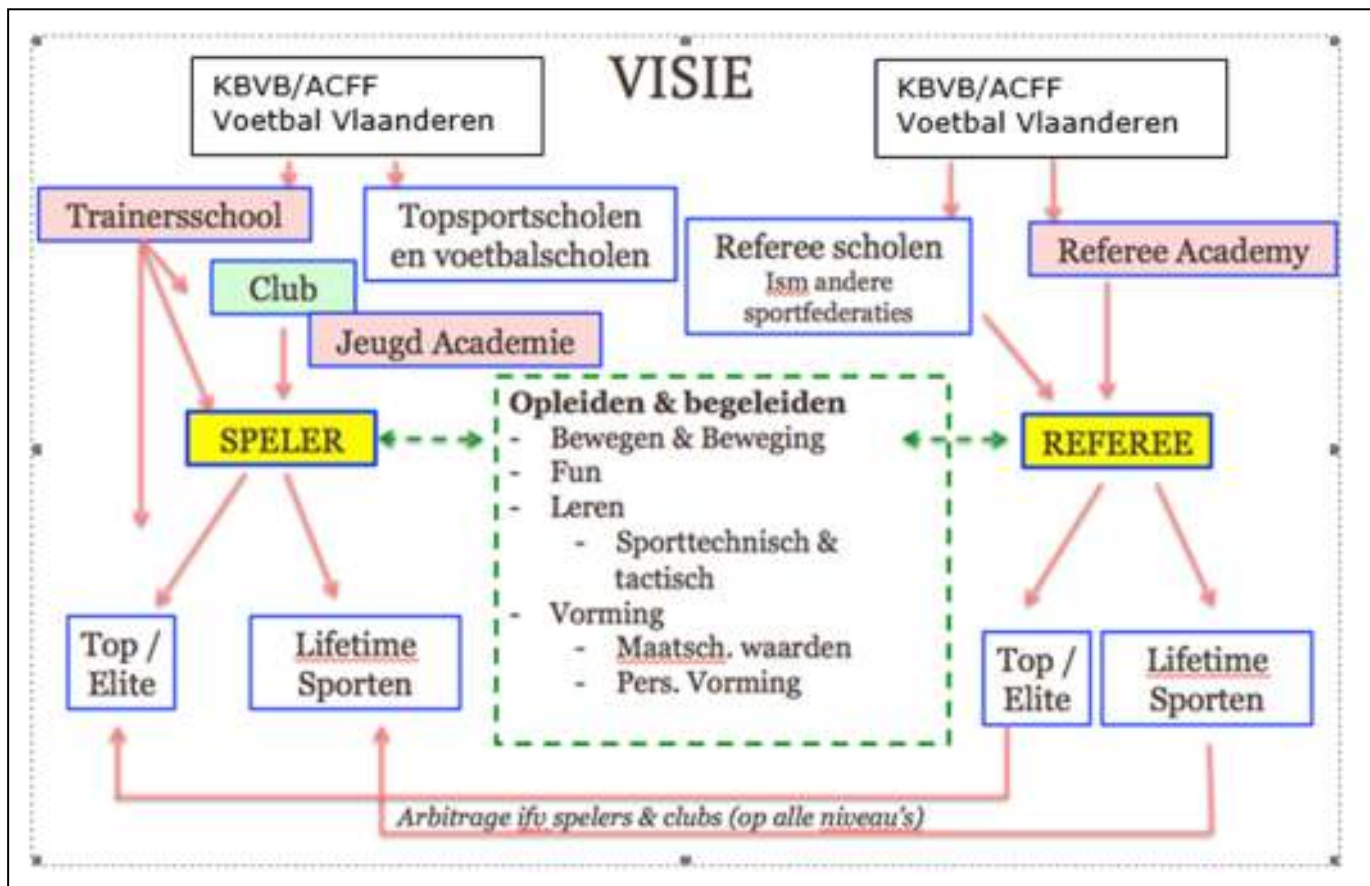 VISIE
KBVB/ACFF
Voetbal Vlaanderen
KBVB/ACFF
Voetbal Vlaanderen
Trainersschool
Topsportscholen
en voetbalscholen
Club
Jeugd Academie
Referee scholen
Ism andere
sportfederaties
Referee Academy
SPELER
Opleiden & begeleiden
- Bewegen & Beweging
- Fun
- Leren
- Sporttechnisch &
tactisch
- Vorming
- Maatsch. waarden
- Pers. Vorming
REFEREE
Top /
Elite
Lifetime
Sporten
Top /
Elite
Lifetime
Sporten
Arbitrage ifv spelers & clubs (op alle niveau's)